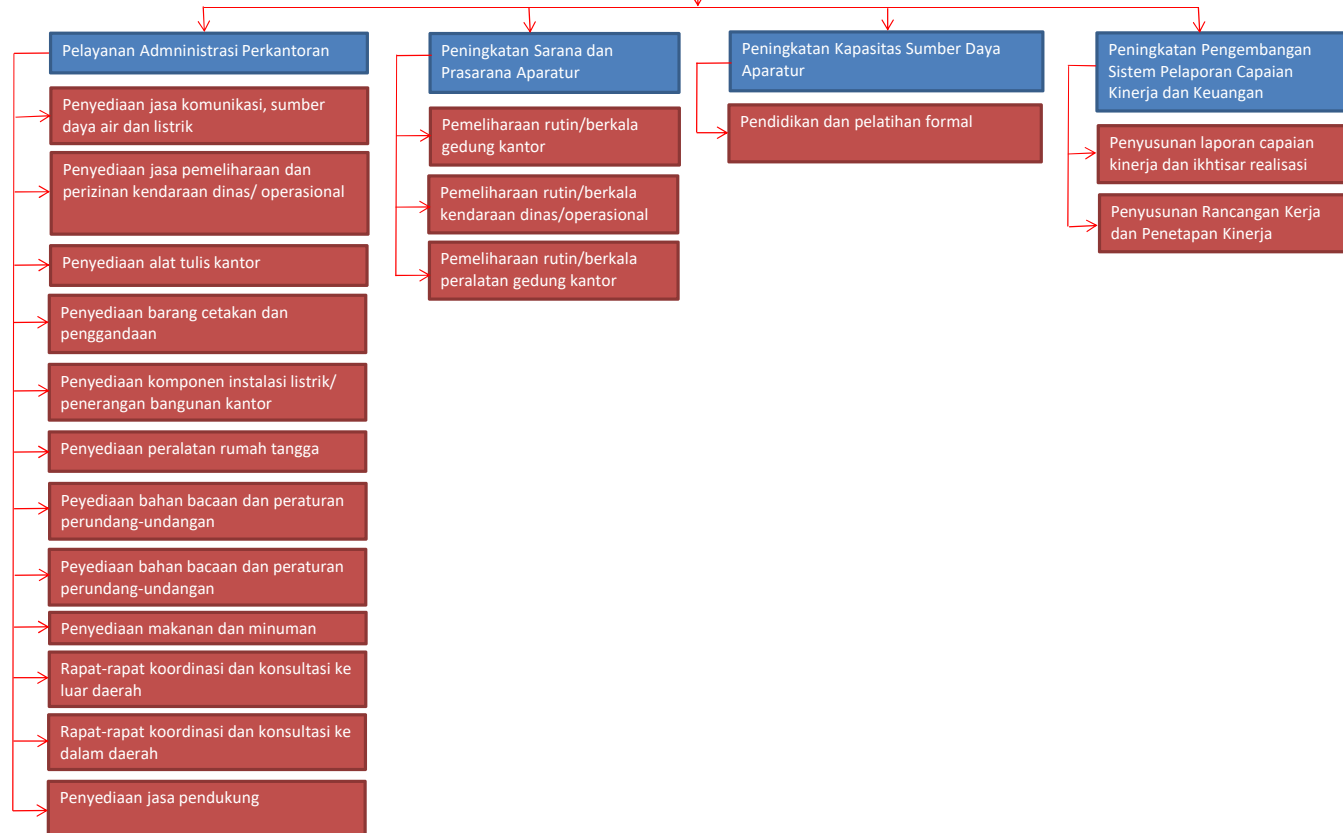 Pelayanan Admninistrasi Perkantoran
Penyediaan jasa komunikasi, sumber
daya air dan listrik
Penyediaan jasa pemeliharaan dan
perizinan kendaraan dinas/ operasional
Penyediaan alat tulis kantor
Penyediaan barang cetakan dan
penggandaan
Penyediaan komponen instalasi listrik/
penerangan bangunan kantor
Penyediaan peralatan rumah tangga
Peyediaan bahan bacaan dan peraturan
perundang-undangan
Peyediaan bahan bacaan dan peraturan
perundang-undangan
Penyediaan makanan dan minuman
Rapat-rapat koordinasi dan konsultasi ke
luar daerah
Rapat-rapat koordinasi dan konsultasi ke
dalam daerah
Penyediaan jasa pendukung
Peningkatan Sarana dan
Prasarana Aparatur
Pemeliharaan rutin/berkala
gedung kantor
Pemeliharaan rutin/berkala
kendaraan dinas/operasional
Pemeliharaan rutin/berkala
peralatan gedung kantor
Peningkatan Kapasitas Sumber Daya
Aparatur
Pendidikan dan pelatihan formal
Peningkatan Pengembangan
Sistem Pelaporan Capaian
Kinerja dan Keuangan
Penyusunan laporan capaian
kinerja dan ikhtisar realisasi
Penyusunan Rancangan Kerja
dan Penetapan Kinerja